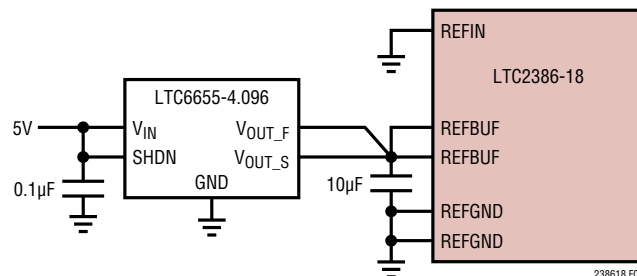 REFIN
LTC2386-18
LTC6655-4.096
5V
VIN
VOUT_F
REFBUF
SHDN
VOUT_S
REFBUF
GND
0.1µF
10µF
REFGND
REFGND